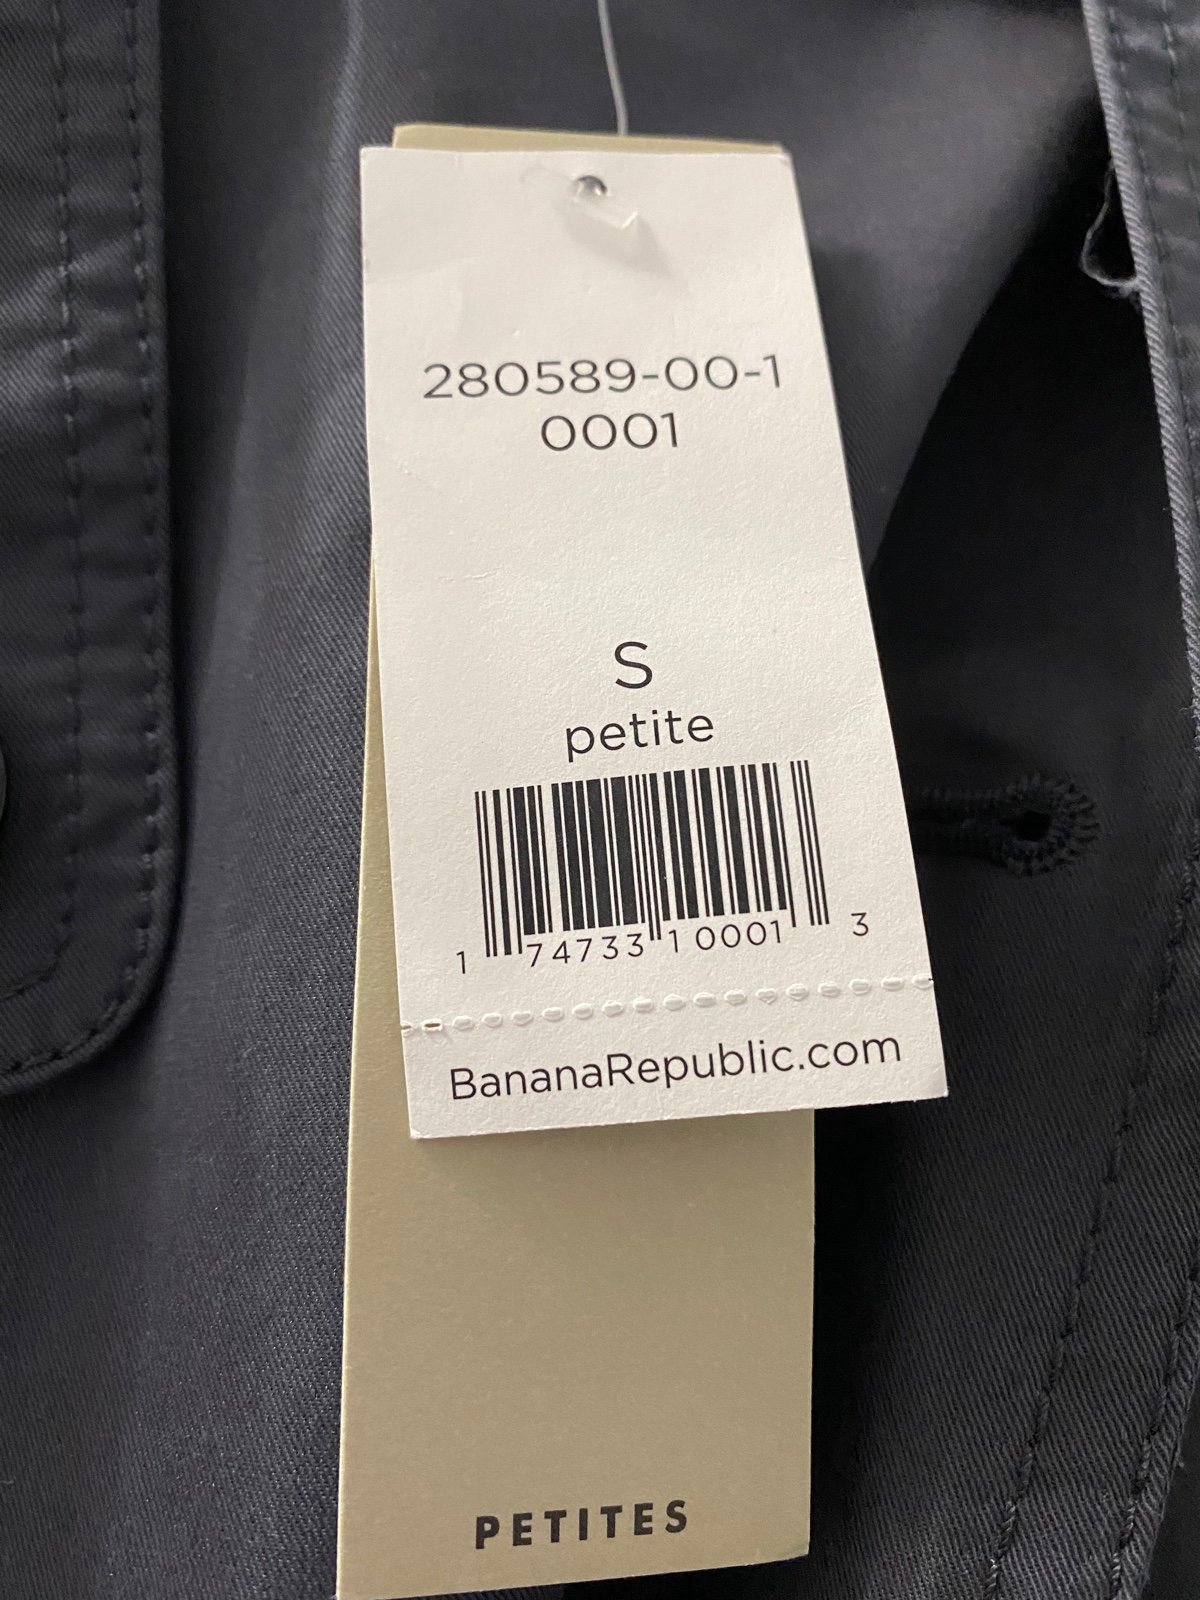 280589-00-1
0001
S
petite
1 74733 10001 3
BananaRepublic.com
PETITES